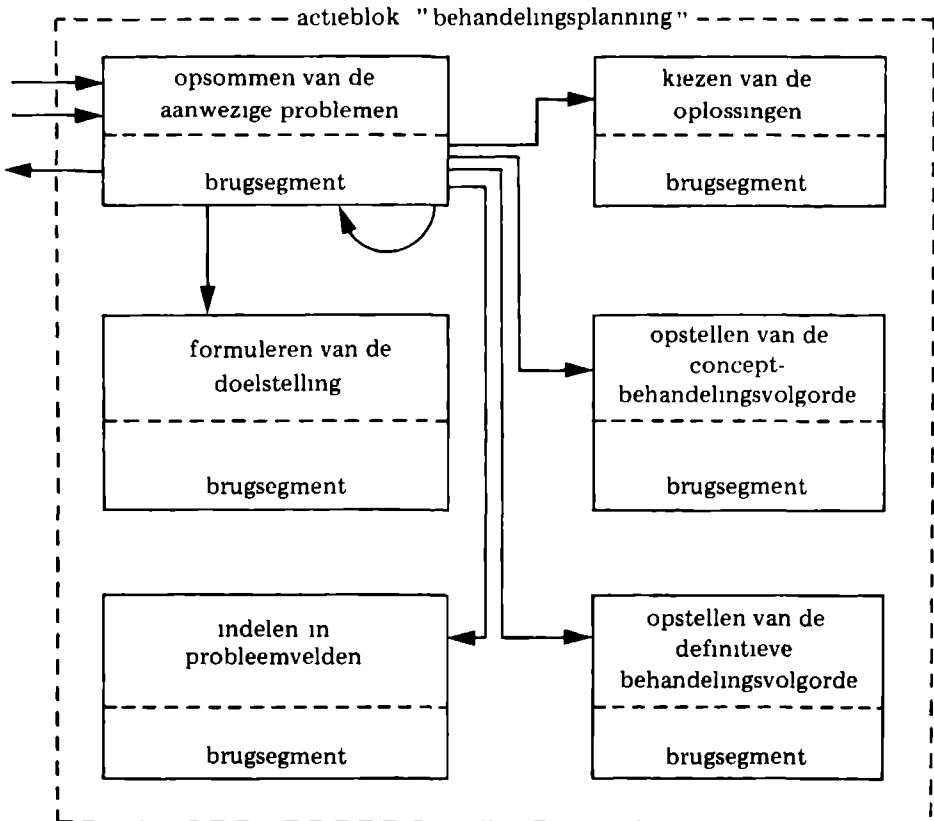 actieblok "behandelingsplanning"
opsommen van de
aanwezige problemen
brugsegment
kiezen van de
oplossingen
brugsegment
formuleren van de
doelstelling
brugsegment
opstellen van de
concept-
behandelingsvolgorde
brugsegment
indelen in
probleemvelden
brugsegment
opstellen van de
definitieve
behandelingsvolgorde
brugsegment